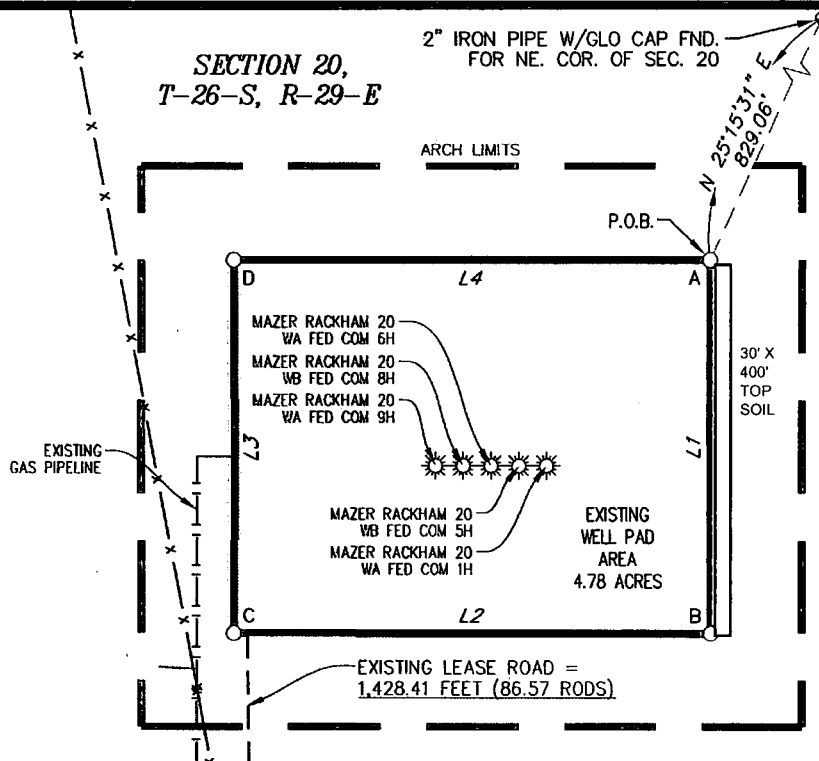 2" IRON PIPE W/GLO CAP FND.
FOR NE. COR. OF SEC. 20
SECTION 20,
T-26-S, R-29-E
N 25°15'31" E
829.06'
ARCH LIMITS
P.O.B.
D
L4
A
MAZER RACKHAM 20
WA FED COM 6H
MAZER RACKHAM 20
WB FED COM 8H
MAZER RACKHAM 20
WA FED COM 9H
30' X
400'
TOP
SOIL
EXISTING
GAS PIPELINE
L3
L1
MAZER RACKHAM 20
WB FED COM 5H
MAZER RACKHAM 20
WA FED COM 1H
EXISTING
WELL PAD
AREA
4.78 ACRES
C
L2
B
EXISTING LEASE ROAD =
1,428.41 FEET (86.57 RODS)